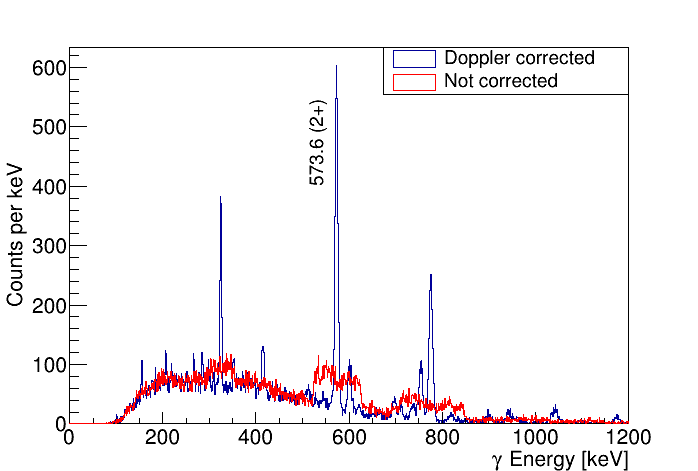 Doppler corrected
Not corrected
573.6 (2+)
Counts per keV
600
500
400
300
200
100
0
0 200 400 600 800 1000 1200
γ Energy [keV]